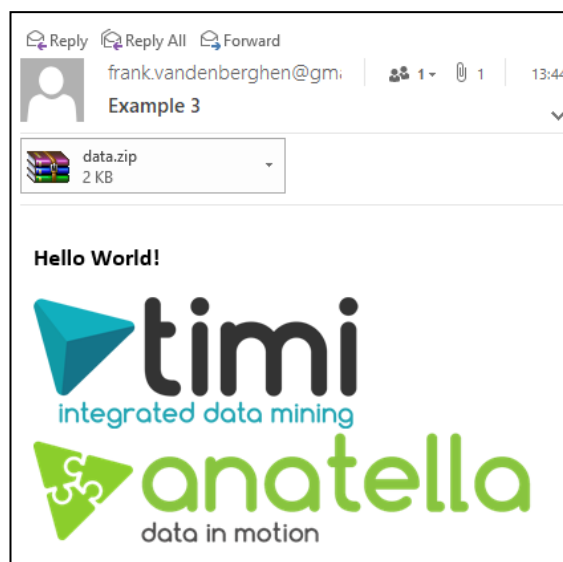 Reply Reply All Forward
frank.vandenberghen@gma 1 1 13:44
Example 3
data.zip
2 KB
Hello World!
timi
integrated data mining
anatella
data in motion